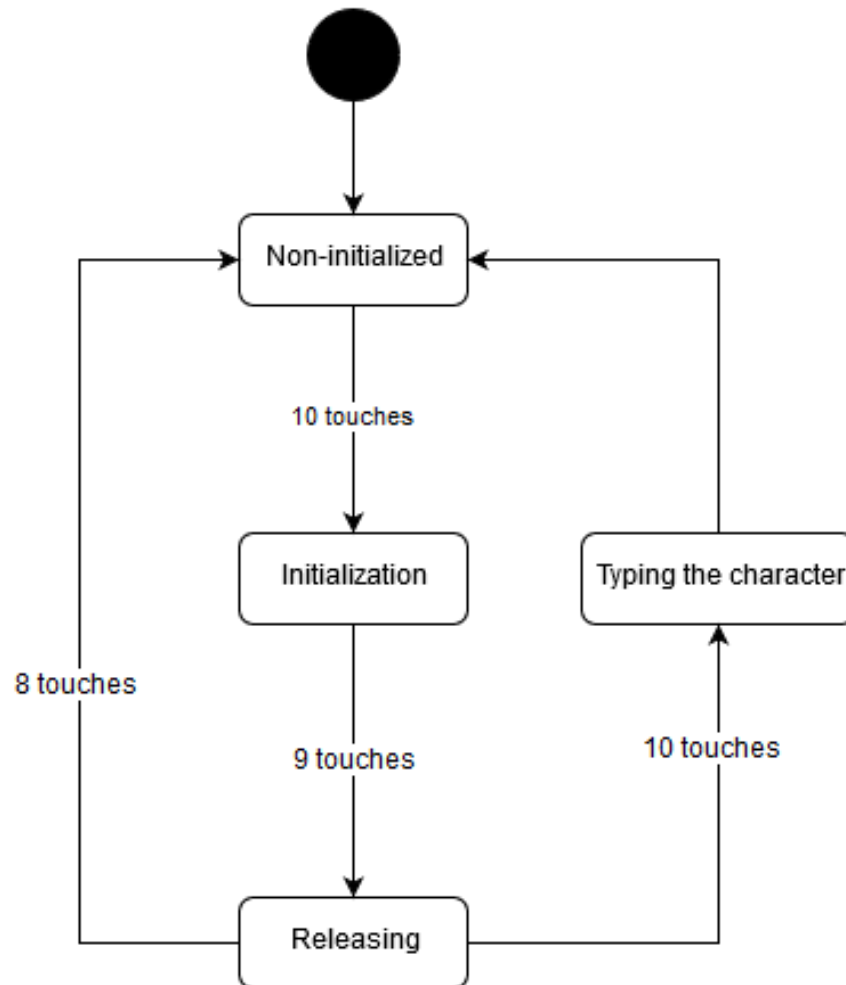 Non-initialized
10 touches
Initialization
Typing the character
8 touches
9 touches
10 touches
Releasing